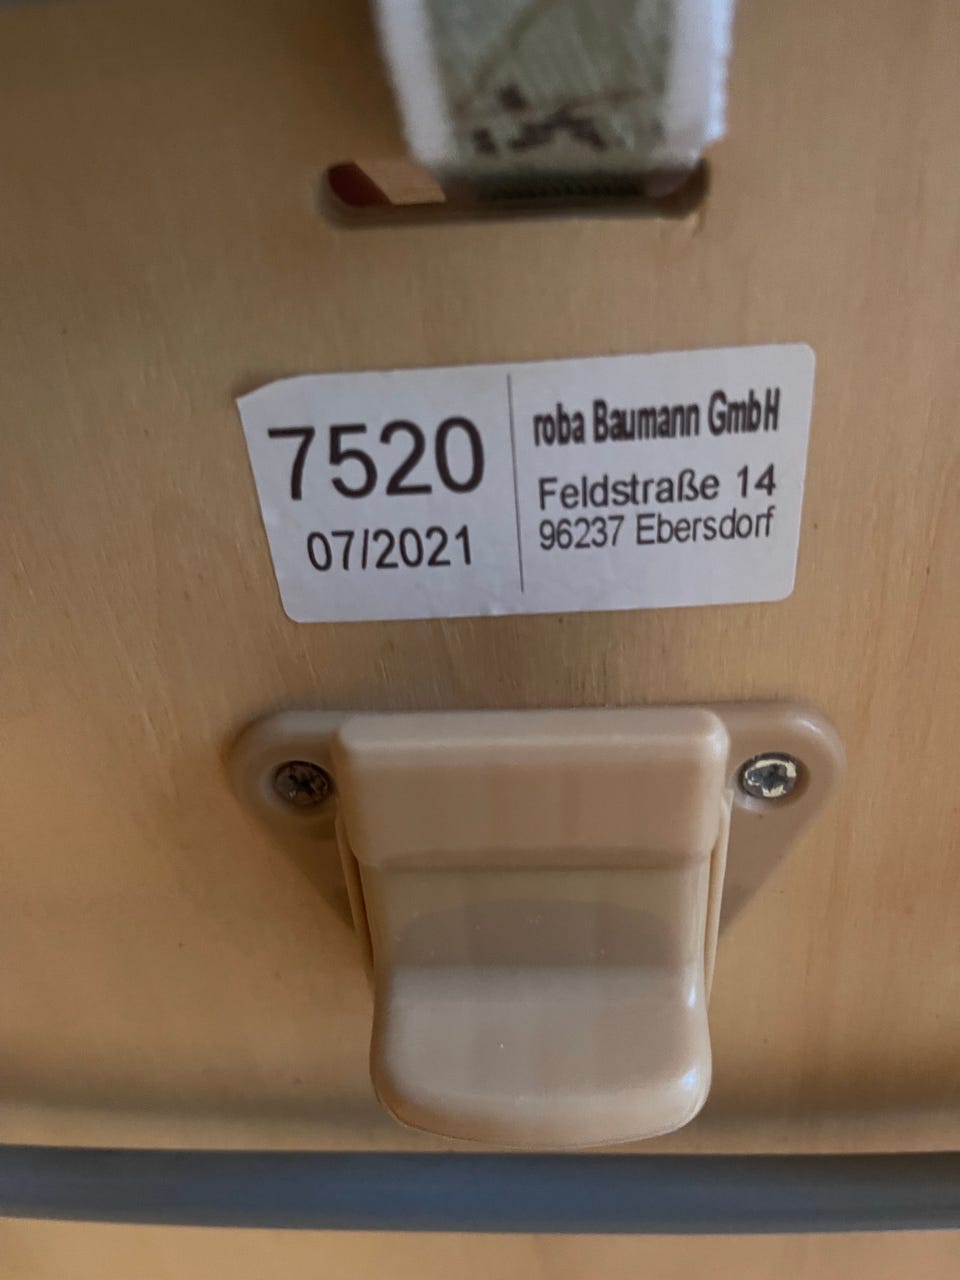 7520
07/2021
roba Baumann GmbH
Feldstraße 14
96237 Ebersdorf